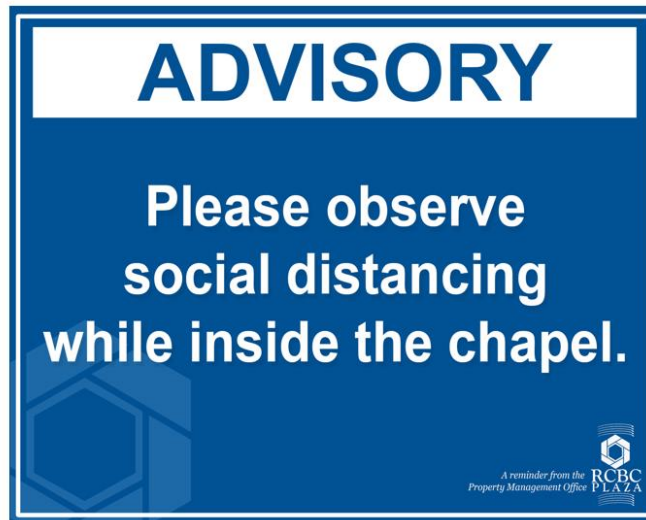 ADVISORY
Please observe
social distancing
while inside the chapel.
A reminder from the
Property Management Office
RCBC
PLAZA